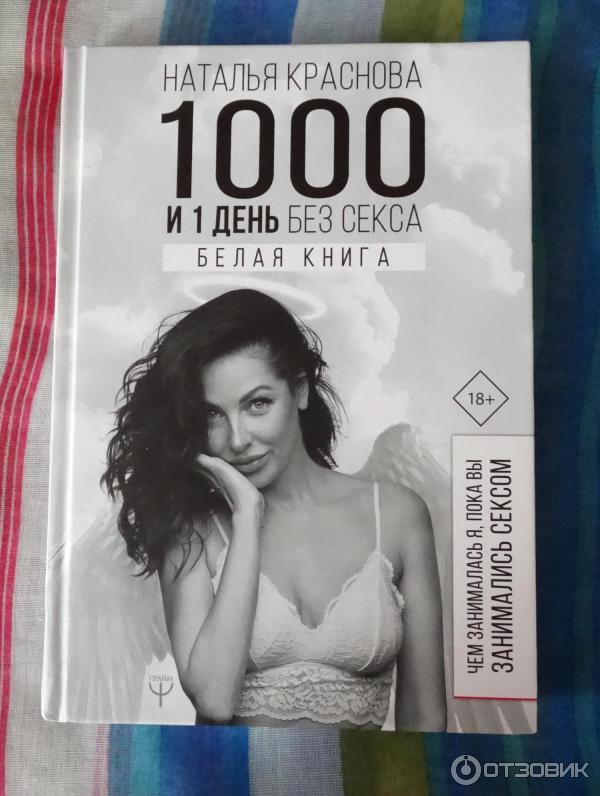 НАТАЛЬЯ КРАСНОВА
1000
И 1 ДЕНЬ БЕЗ СЕКСА
БЕЛАЯ КНИГА
18+
ЧЕМ ЗАНИМАЛАСЬ Я, ПОКА ВЫ
ЗАНИМАЛИСЬ СЕКСОМ
ПРАЙМ
ОТЗОВИК